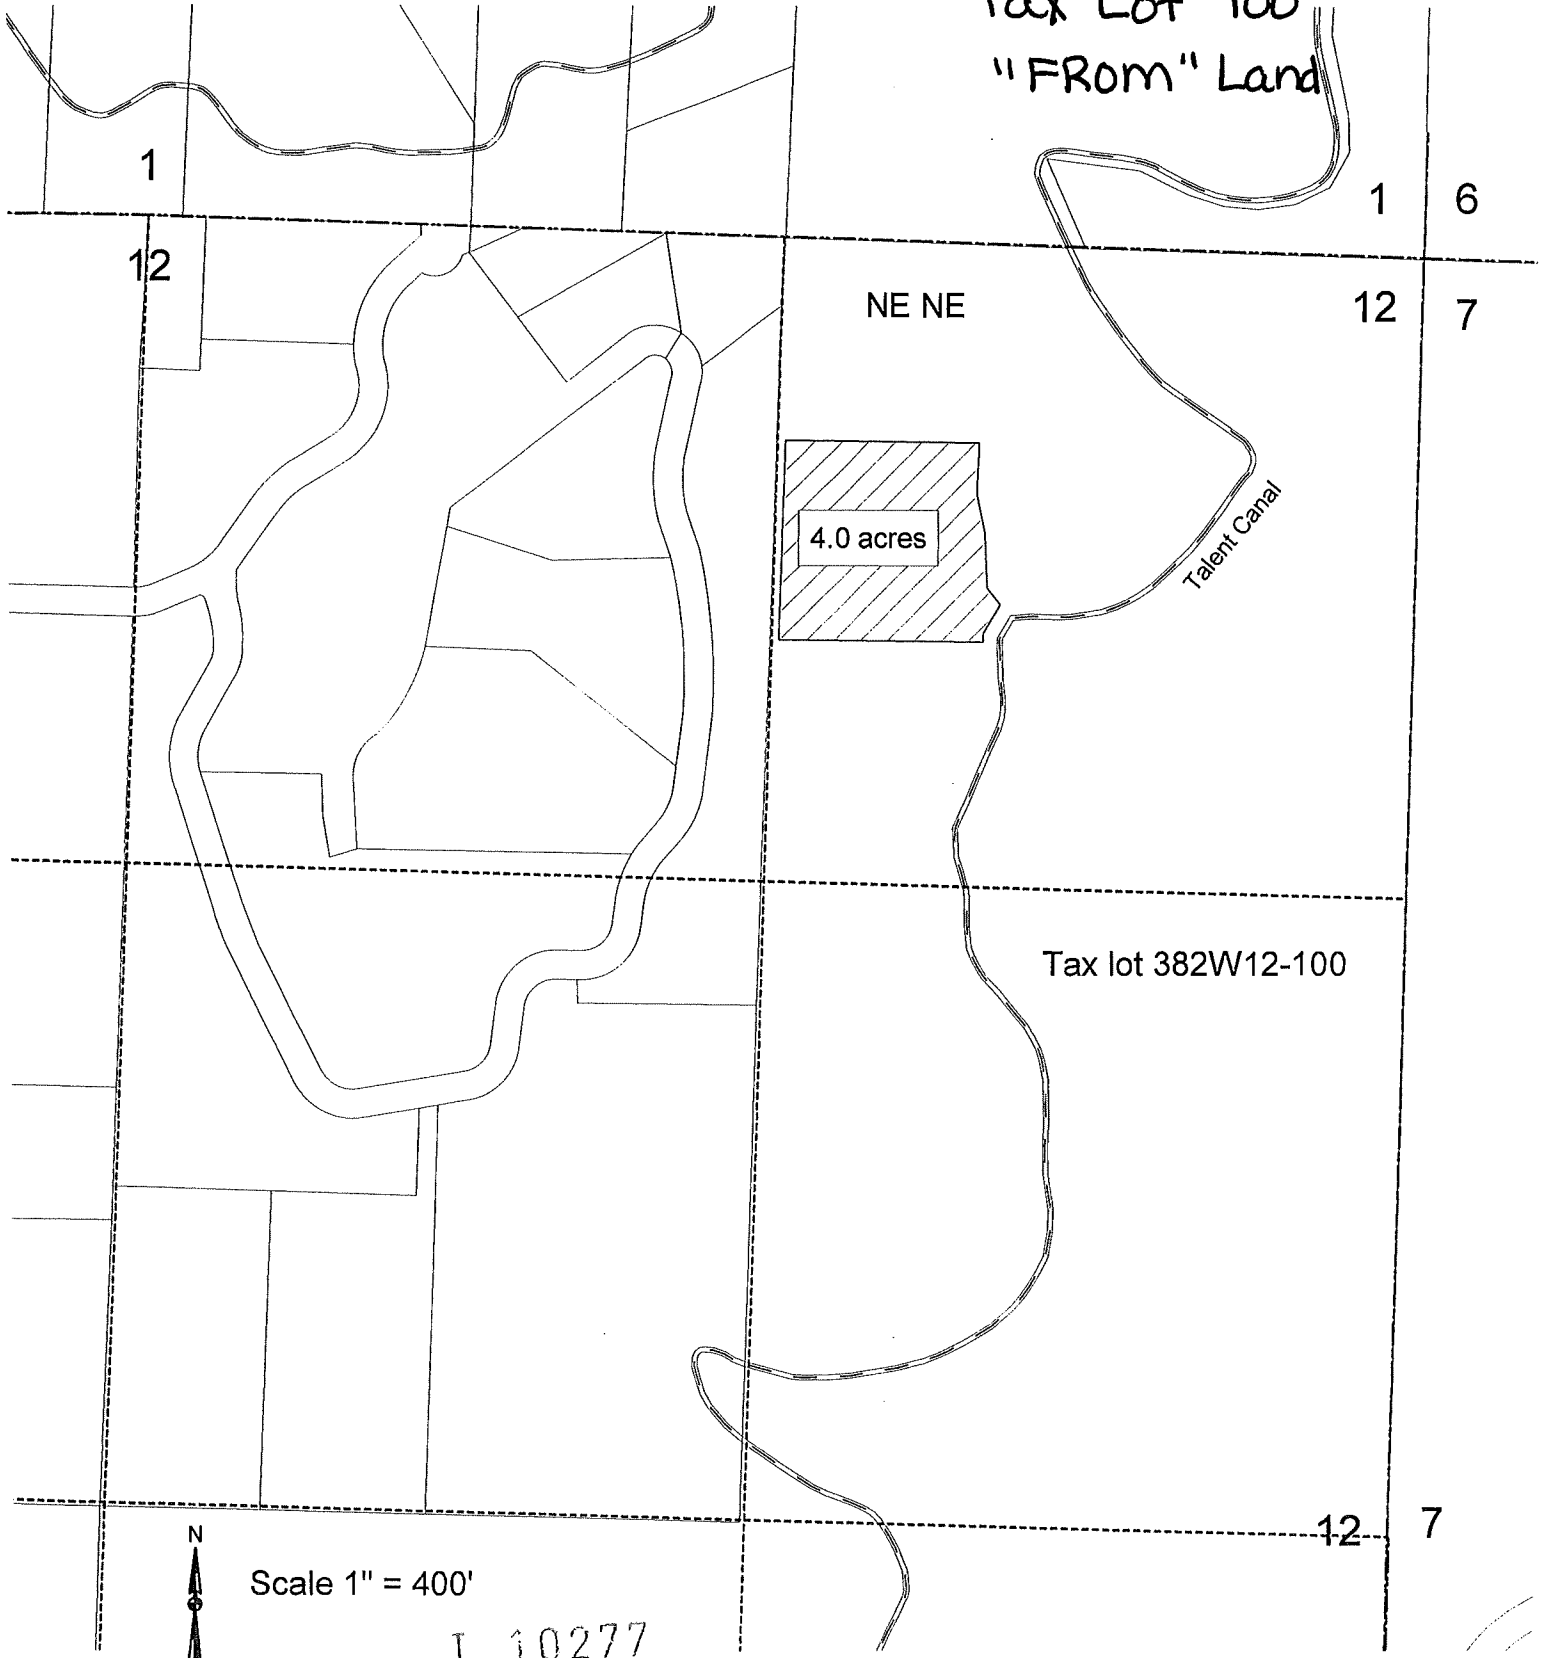 Tax Lot 100
"FROM" Land
1
1 6
12
NE NE
12 7
4.0 acres
Talent Canal
Tax lot 382W12-100
12 7
N
Scale 1" = 400'
T 10277